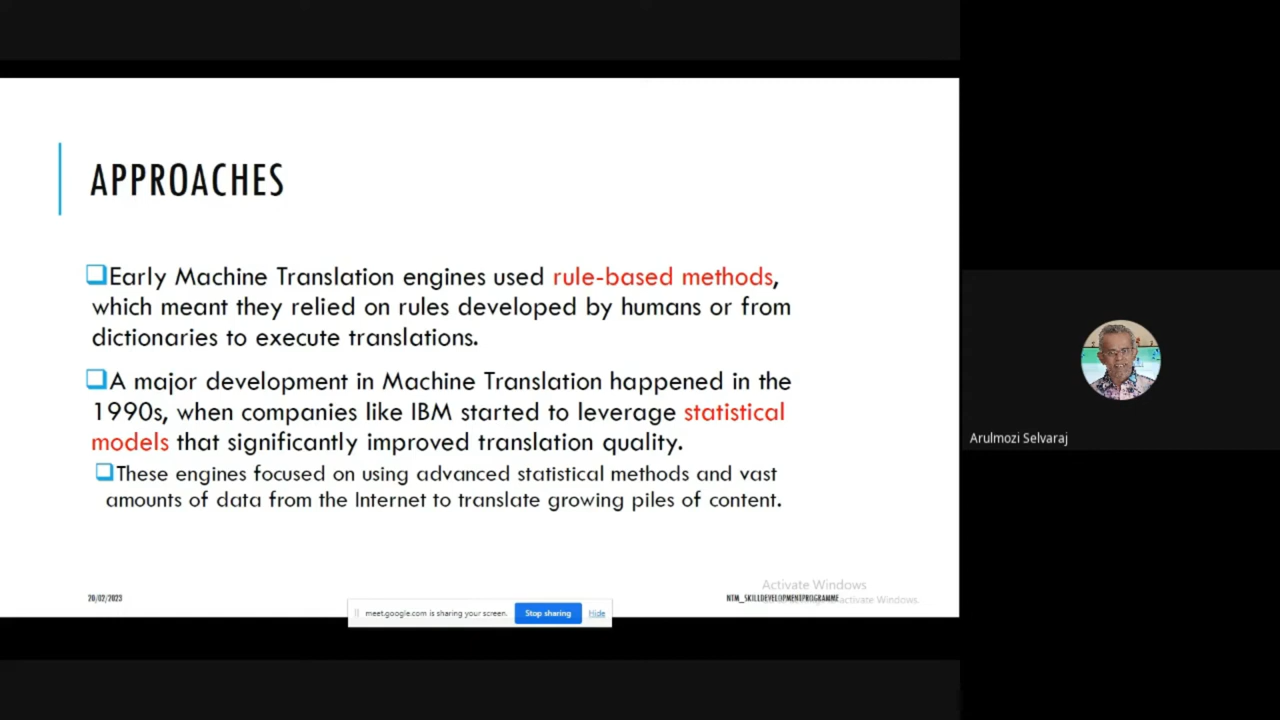 APPROACHES
Early Machine Translation engines used rule-based methods,
which meant they relied on rules developed by humans or from
dictionaries to execute translations.
A major development in Machine Translation happened in the
1990s, when companies like IBM started to leverage statistical
models that significantly improved translation quality.
These engines focused on using advanced statistical methods and vast
amounts of data from the Internet to translate growing piles of content.
Arulmozi Selvaraj
Activate Windows
20/02/2023
NTM_SKILLDEVELOPMENTPROGRAMME
activate Windows.
meet.google.com is sharing your screen. Stop sharing Hide